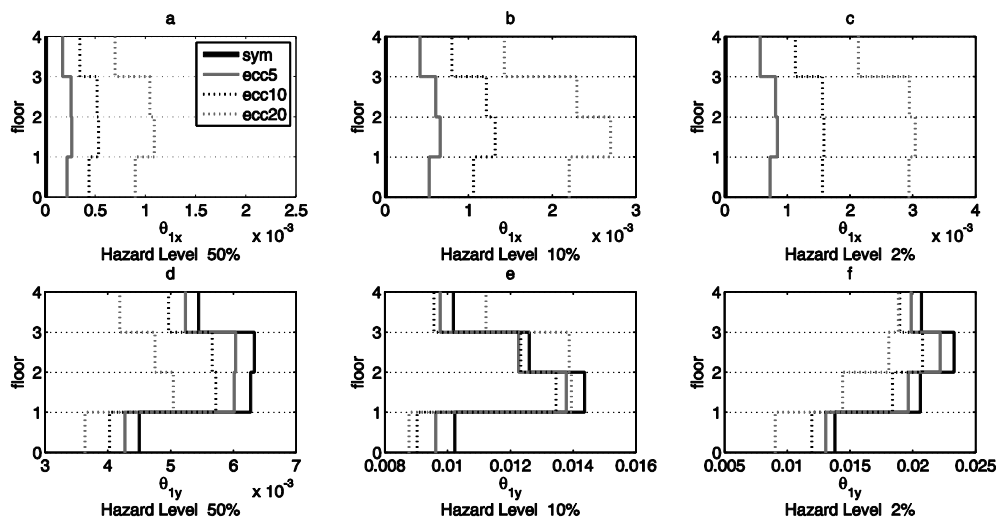 a
4
3
2
1
0
floor
sym
ecc5
ecc10
ecc20
0 0.5 1 1.5 2 2.5
θ1x
x 10-3
Hazard Level 50%
b
4
3
2
1
0
floor
0 1 2 3
θ1x
x 10-3
Hazard Level 10%
c
4
3
2
1
0
floor
0 1 2 3 4
θ1x
x 10-3
Hazard Level 2%
d
4
3
2
1
0
floor
3 4 5 6 7
θ1y
x 10-3
Hazard Level 50%
e
4
3
2
1
0
floor
0.008 0.01 0.012 0.014 0.016
θ1y
Hazard Level 10%
f
4
3
2
1
0
floor
0.005 0.01 0.015 0.02 0.025
θ1y
Hazard Level 2%